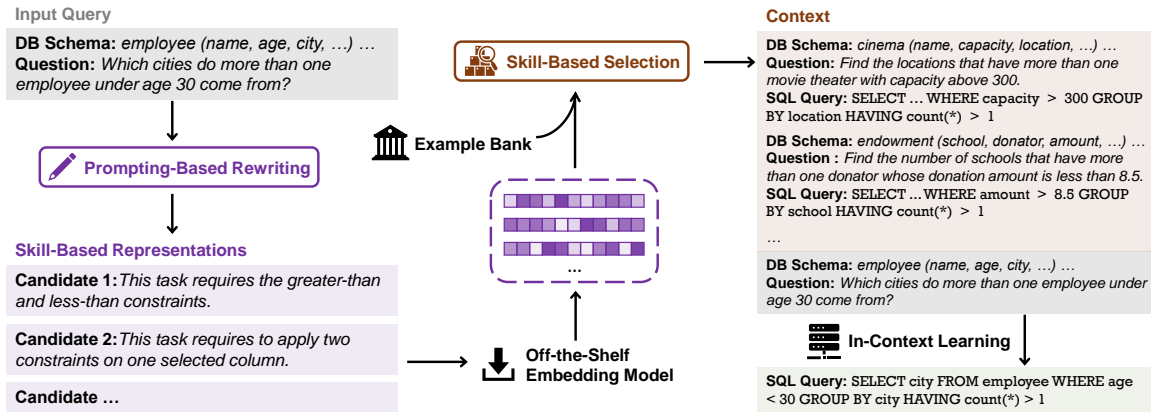 Input Query
DB Schema: employee (name, age, city, …) …
Question: Which cities do more than one
employee under age 30 come from?
Prompting-Based Rewriting
Skill-Based Representations
Candidate 1:This task requires the greater-than
and less-than constraints.
Candidate 2:This task requires to apply two
constraints on one selected column.
Candidate …
Off-the-Shelf
Embedding Model
...
Example Bank
Skill-Based Selection
Context
DB Schema: cinema (name, capacity, location, …) …
Question: Find the locations that have more than one
movie theater with capacity above 300.
SQL Query: SELECT … WHERE capacity > 300 GROUP
BY location HAVING count(*) > 1
DB Schema: endowment (school, donator, amount, …) …
Question : Find the number of schools that have more
than one donator whose donation amount is less than 8.5.
SQL Query: SELECT … WHERE amount > 8.5 GROUP
BY school HAVING count(*) > 1
…
DB Schema: employee (name, age, city, …) …
Question: Which cities do more than one employee under
age 30 come from?
In-Context Learning
SQL Query: SELECT city FROM employee WHERE age
< 30 GROUP BY city HAVING count(*) > 1